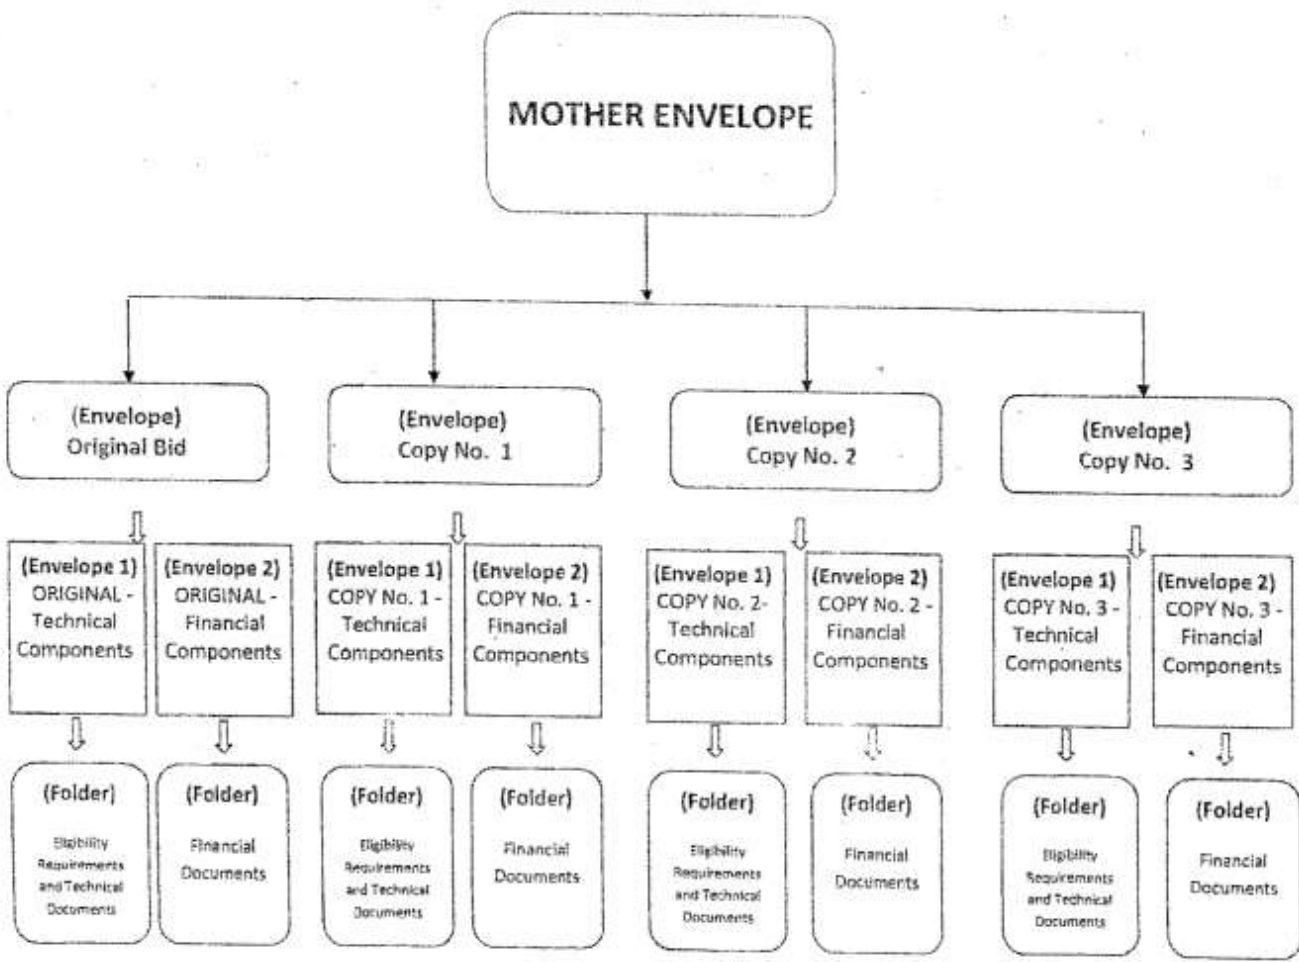 MOTHER ENVELOPE
(Envelope)
Original Bid
(Envelope)
Copy No. 1
(Envelope)
Copy No. 2
(Envelope)
Copy No. 3
(Envelope 1)
ORIGINAL -
Technical
Components
(Envelope 2)
ORIGINAL -
Financial
Components
(Envelope 1)
COPY No. 1 -
Technical
Components
(Envelope 2)
COPY No. 1 -
Financial
Components
(Envelope 1)
COPY No. 2-
Technical
Components
(Envelope 2)
COPY No. 2 -
Financial
Components
(Envelope 1)
COPY No. 3 -
Technical
Components
(Envelope 2)
COPY No. 3 -
Financial
Components
(Folder)
Eligibility
Requirements
and Technical
Documents
(Folder)
Financial
Documents
(Folder)
Eligibility
Requirements
and Technical
Documents
(Folder)
Financial
Documents
(Folder)
Eligibility
Requirements
and Technical
Documents
(Folder)
Financial
Documents
(Folder)
Eligibility
Requirements
and Technical
Documents
(Folder)
Financial
Documents